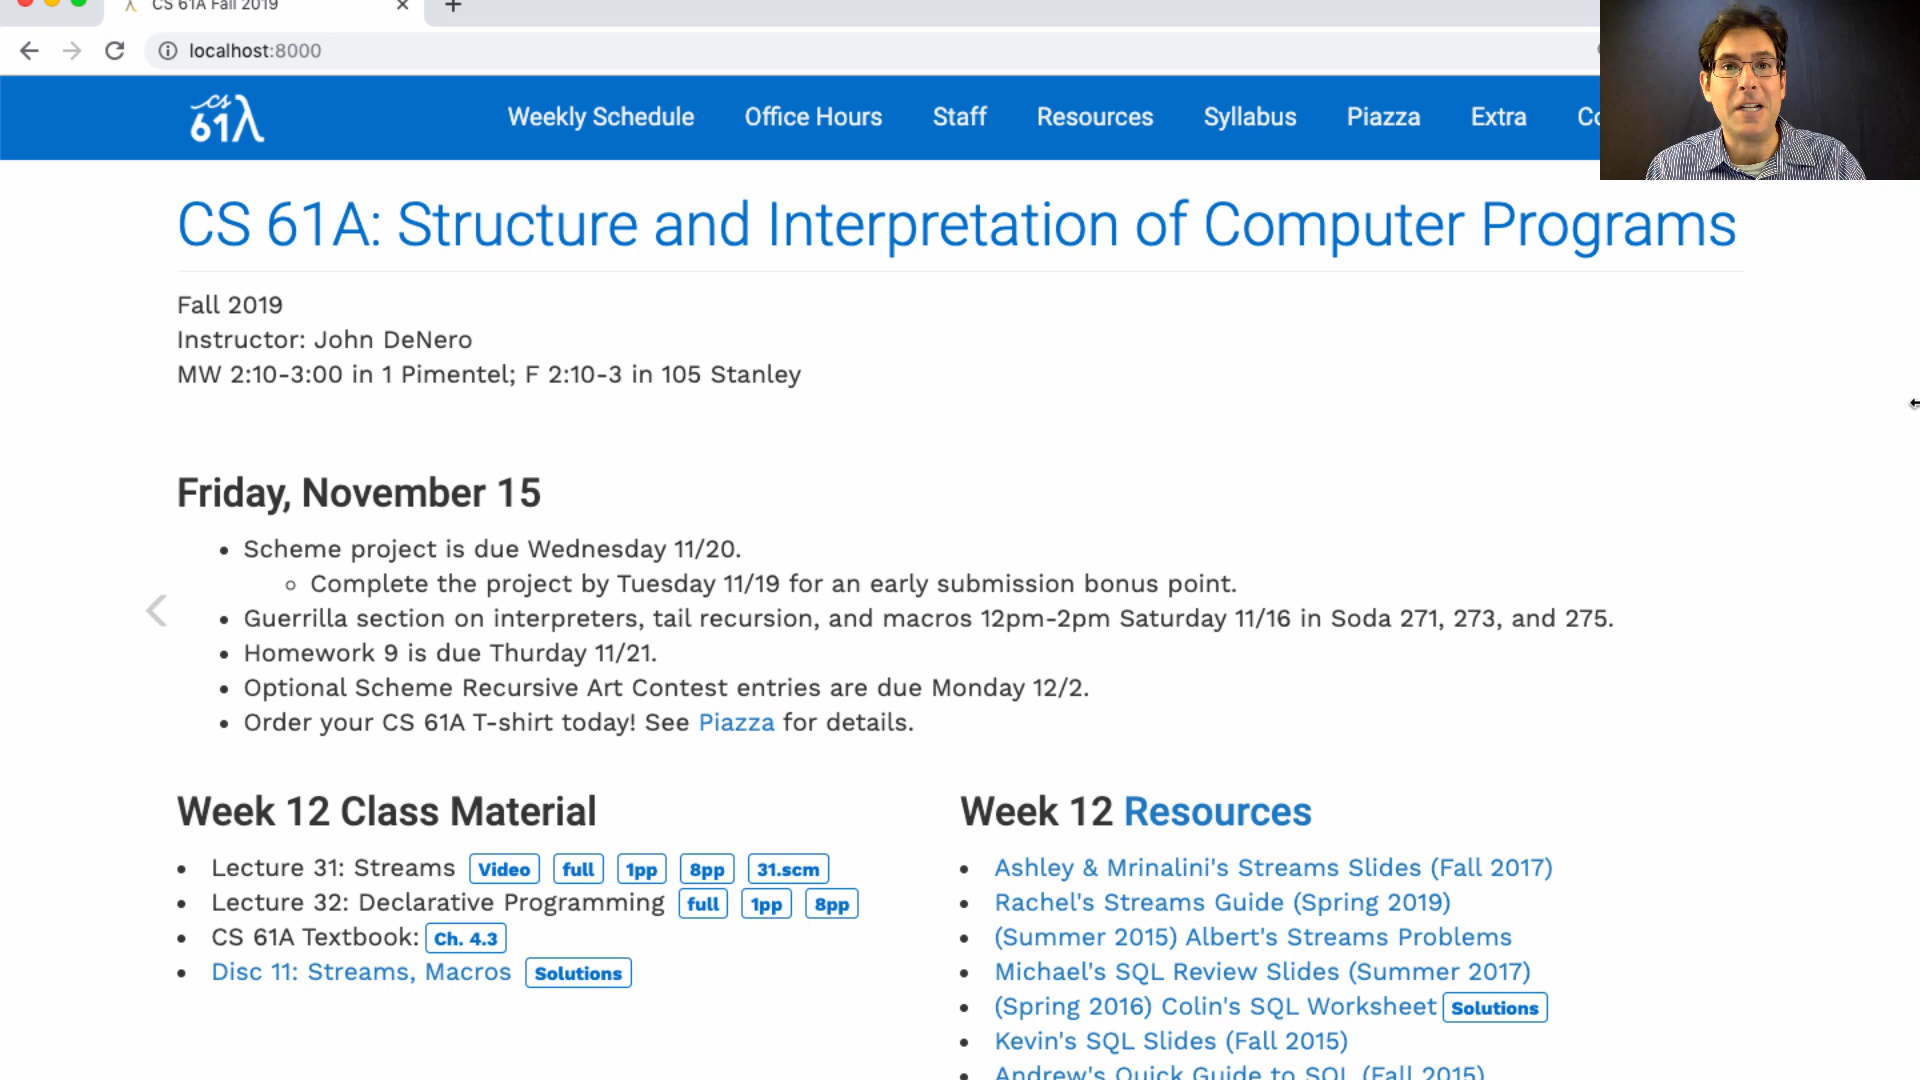 CS 61A Fall 2019
localhost:8000
cs 61λ
Weekly Schedule Office Hours Staff Resources Syllabus Piazza Extra
CS 61A: Structure and Interpretation of Computer Programs
Fall 2019
Instructor: John DeNero
MW 2:10-3:00 in 1 Pimentel; F 2:10-3 in 105 Stanley
Friday, November 15
Scheme project is due Wednesday 11/20.
Complete the project by Tuesday 11/19 for an early submission bonus point.
Guerrilla section on interpreters, tail recursion, and macros 12pm-2pm Saturday 11/16 in Soda 271, 273, and 275.
Homework 9 is due Thurday 11/21.
Optional Scheme Recursive Art Contest entries are due Monday 12/2.
Order your CS 61A T-shirt today! See Piazza for details.
Week 12 Class Material
Lecture 31: Streams Video full 1pp 8pp 31.scm
Lecture 32: Declarative Programming full 1pp 8pp
CS 61A Textbook: Ch. 4.3
Disc 11: Streams, Macros Solutions
Week 12 Resources
Ashley & Mrinalini's Streams Slides (Fall 2017)
Rachel's Streams Guide (Spring 2019)
(Summer 2015) Albert's Streams Problems
Michael's SQL Review Slides (Summer 2017)
(Spring 2016) Colin's SQL Worksheet Solutions
Kevin's SQL Slides (Fall 2015)
Andrew's Quick Guide to SQL (Fall 2015)